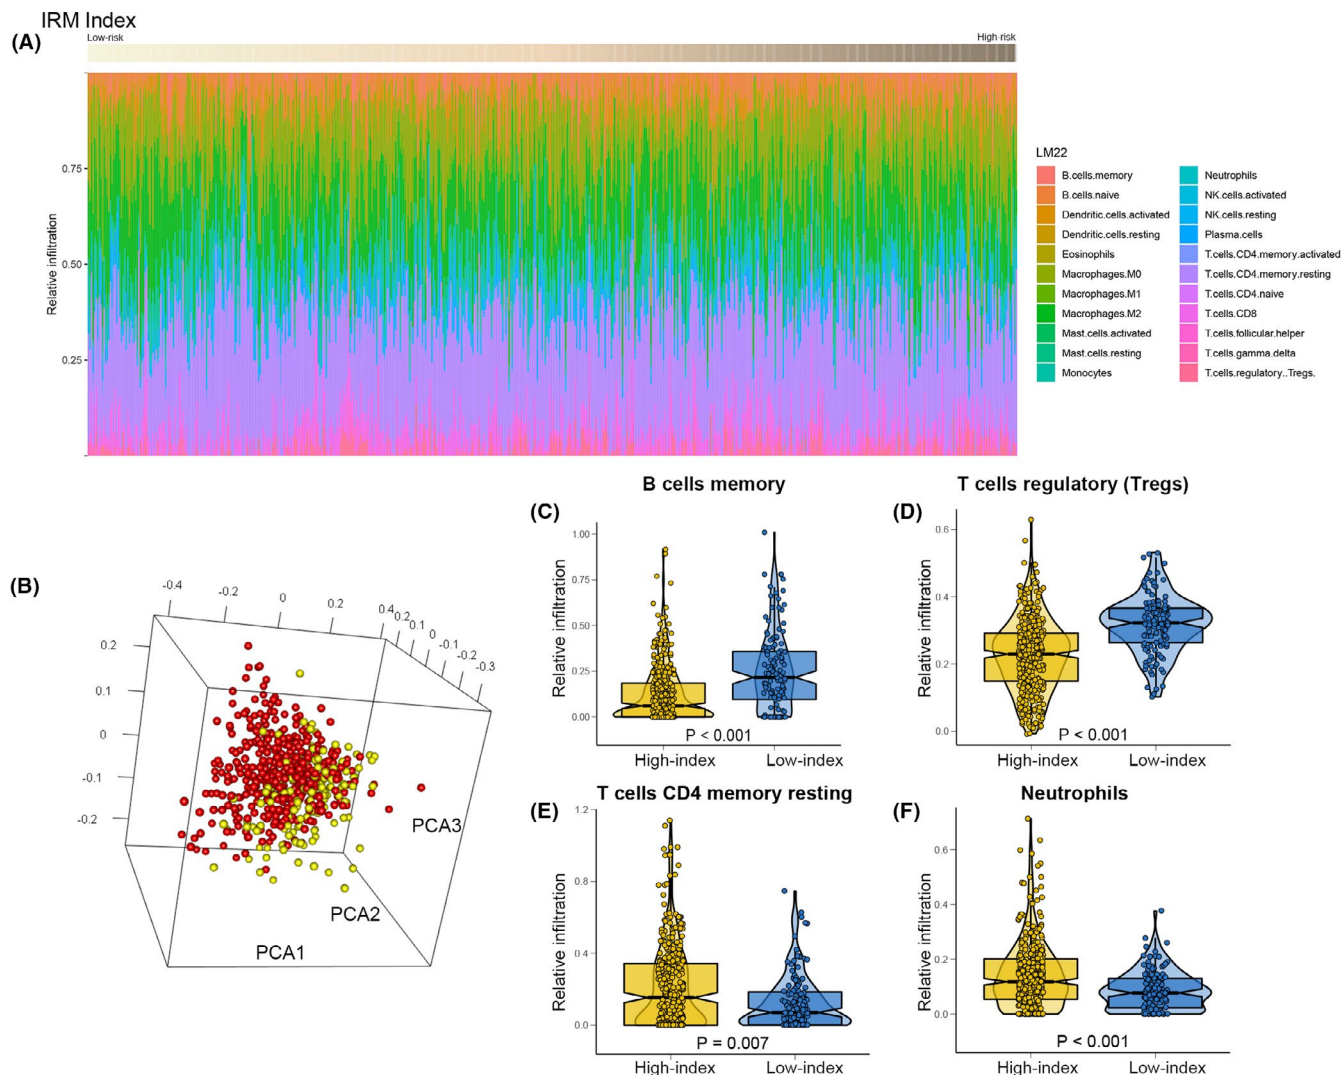 IRM Index
(A)
Low-risk
High-risk
Relative infiltration
0.75
0.50
0.25
LM22
B.cells.memory
B.cells.naive
Dendritic.cells.activated
Dendritic.cells.resting
Eosinophils
Macrophages.M0
Macrophages.M1
Macrophages.M2
Mast.cells.activated
Mast.cells.resting
Monocytes
Neutrophils
NK.cells.activated
NK.cells.resting
Plasma.cells
T.cells.CD4.memory.activated
T.cells.CD4.memory.resting
T.cells.CD4.naive
T.cells.CD8
T.cells.follicular.helper
T.cells.gamma.delta
T.cells.regulatory..Tregs.
(B)
-0.4
-0.2
0
0.2
0.4
0.2
0.1
0
-0.1
-0.2
-0.3
0.2
0.1
0
-0.1
-0.2
PCA3
PCA2
PCA1
B cells memory
(C)
Relative infiltration
1.00
0.75
0.50
0.25
0.00
P < 0.001
High-index
Low-index
T cells regulatory (Tregs)
(D)
Relative infiltration
0.6
0.4
0.2
0.0
P < 0.001
High-index
Low-index
T cells CD4 memory resting
(E)
Relative infiltration
1.2
0.8
0.4
0.0
P = 0.007
High-index
Low-index
Neutrophils
(F)
Relative infiltration
0.6
0.4
0.2
0.0
P < 0.001
High-index
Low-index